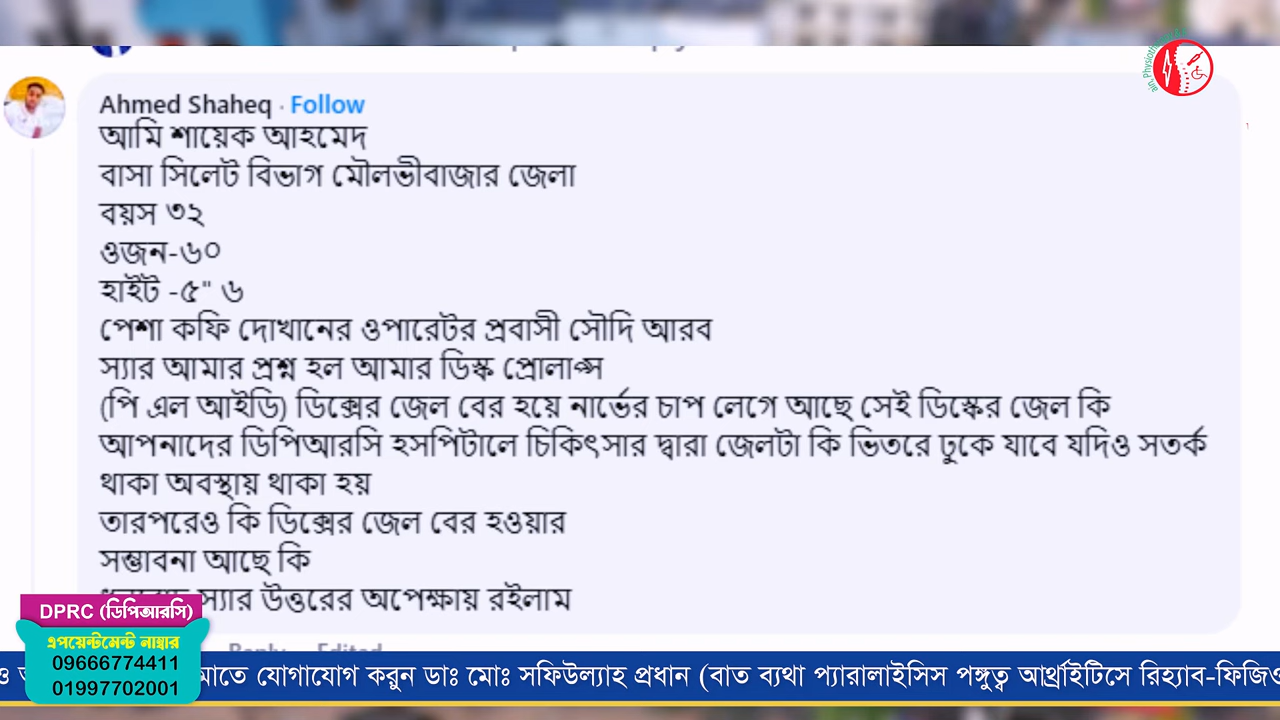 Ahmed Shaheq · Follow
আমি শায়েক আহমেদ
বাসা সিলেট বিভাগ মৌলভীবাজার জেলা
বয়স ৩২
ওজন-৬০
হাইট -৫" ৬
পেশা কফি দোখানের ওপারেটর প্রবাসী সৌদি আরব
স্যার আমার প্রশ্ন হল আমার ডিস্ক প্রোলাপ্স
(পি এল আইডি) ডিক্সের জেল বের হয়ে নার্ভের চাপ লেগে আছে সেই ডিস্কের জেল কি
আপনাদের ডিপিআরসি হসপিটালে চিকিৎসার দ্বারা জেলটা কি ভিতরে ঢুকে যাবে যদিও সতর্ক
থাকা অবস্থায় থাকা হয়
তারপরেও কি ডিক্সের জেল বের হওয়ার
সম্ভাবনা আছে কি
স্যার উত্তরের অপেক্ষায় রইলাম
DPRC (ডিপিআরসি)
এপয়েন্টমেন্ট নাম্বার
09666774411
01997702001
মাতে যোগাযোগ করুন ডাঃ মোঃ সফিউল্যাহ প্রধান (বাত ব্যথা প্যারালাইসিস পঙ্গুত্ব আর্থ্রাইটিসে রিহ্যাব-ফিজিও